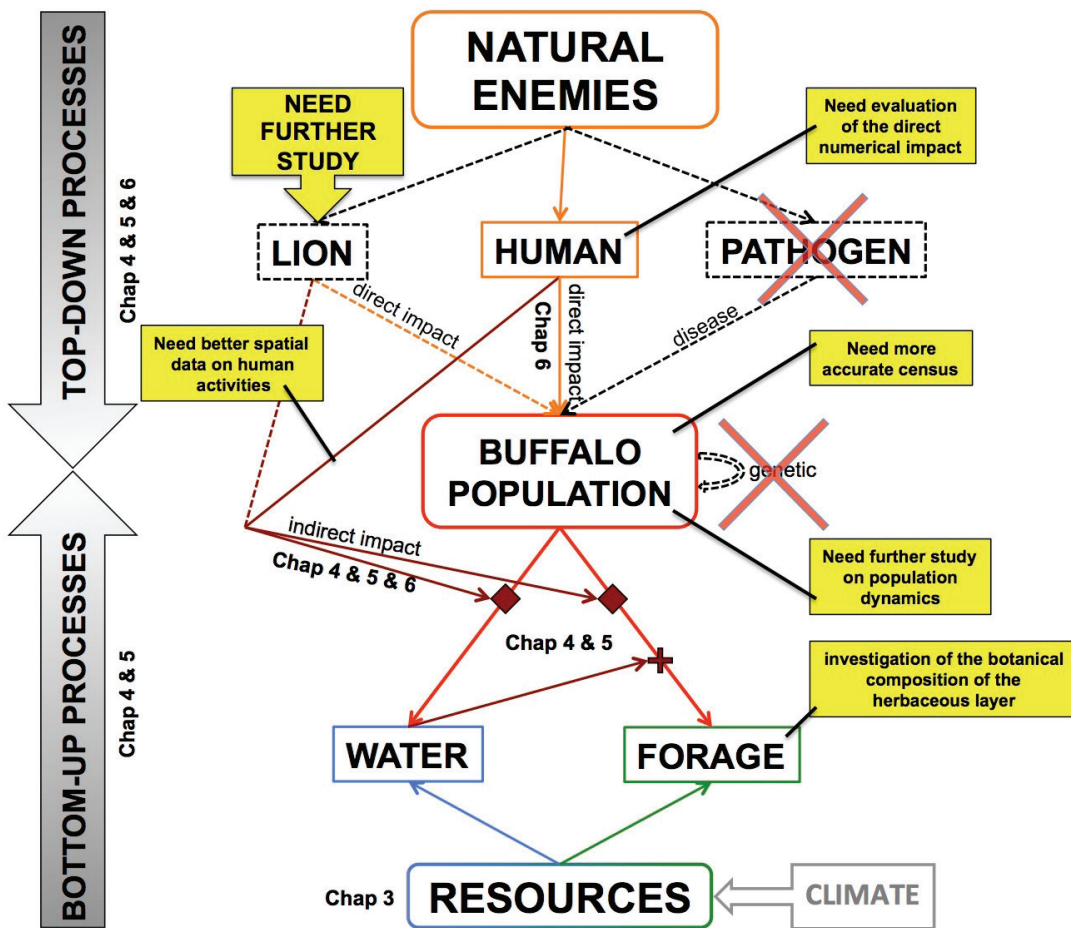 NATURAL
ENEMIES
NEED
FURTHER
STUDY
Need evaluation
of the direct
numerical impact
TOP-DOWN PROCESSES
Chap 4 & 5 & 6
LION
HUMAN
PATHOGEN
direct impact
direct impact
Chap 6
disease
Need better spatial
data on human
activities
Need more
accurate census
BUFFALO
POPULATION
genetic
indirect impact
Chap 4 & 5 & 6
Need further study
on population
dynamics
Chap 4 & 5
BOTTOM-UP PROCESSES
Chap 4 & 5
investigation of the botanical
composition of the
herbaceous layer
WATER
FORAGE
Chap 3
RESOURCES
CLIMATE